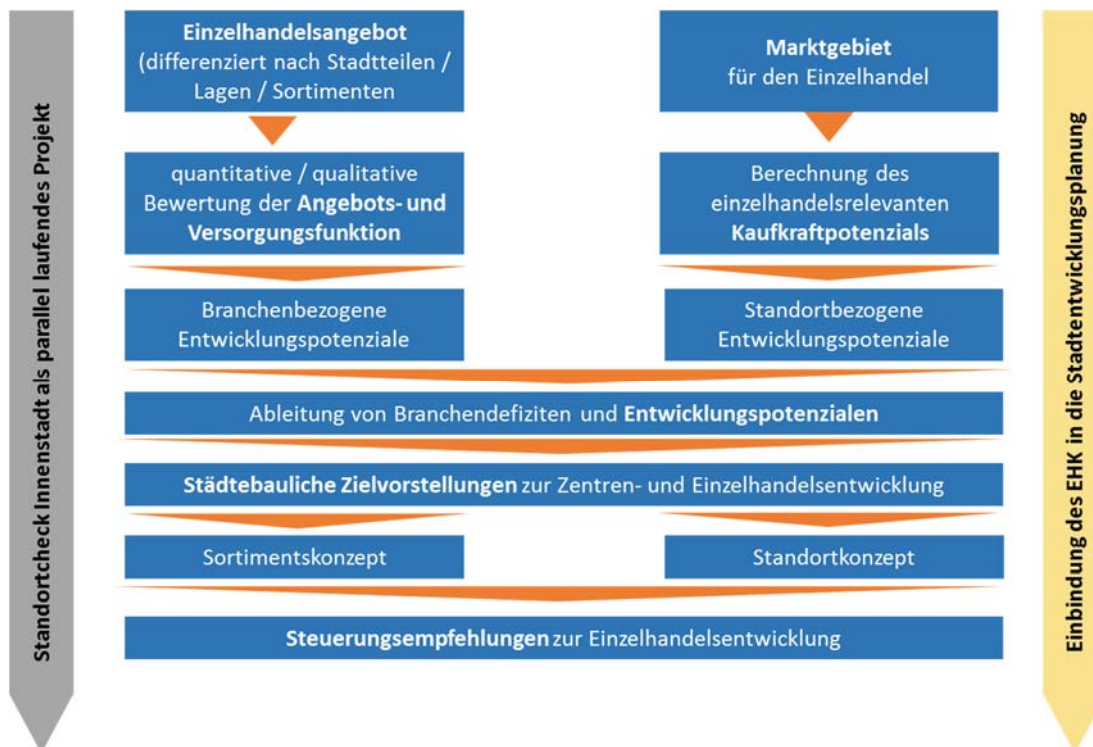 Standortcheck Innenstadt als parallel laufendes Projekt
Einzelhandelsangebot
(differenziert nach Stadtteilen /
Lagen / Sortimenten
Marktgebiet
für den Einzelhandel
quantitative / qualitative
Bewertung der Angebots- und
Versorgungsfunktion
Berechnung des
einzelhandelsrelevanten
Kaufkraftpotenzials
Branchenbezogene
Entwicklungspotenziale
Standortbezogene
Entwicklungspotenziale
Ableitung von Branchendefiziten und Entwicklungspotenzialen
Städtebauliche Zielvorstellungen zur Zentren- und Einzelhandelsentwicklung
Sortimentskonzept
Standortkonzept
Steuerungsempfehlungen zur Einzelhandelsentwicklung
Einbindung des EHK in die Stadtentwicklungsplanung